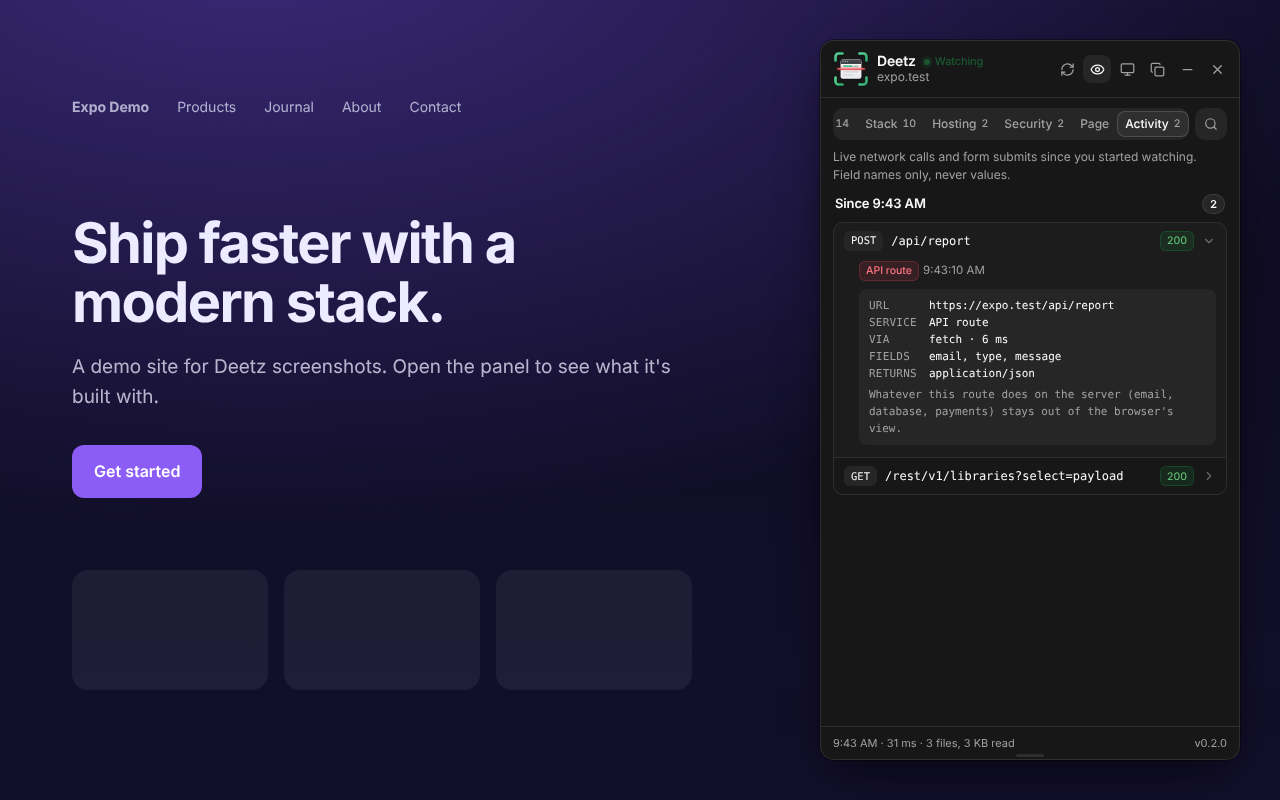 Expo Demo Products Journal About Contact
Ship faster with a
modern stack.
A demo site for Deetz screenshots. Open the panel to see what it's
built with.
Get started
Deetz Watching
expo.test
14 Stack 10 Hosting 2 Security 2 Page Activity 2
Live network calls and form submits since you started watching.
Field names only, never values.
Since 9:43 AM 2
POST /api/report 200
API route 9:43:10 AM
URL https://expo.test/api/report
SERVICE API route
VIA fetch · 6 ms
FIELDS email, type, message
RETURNS application/json
Whatever this route does on the server (email,
database, payments) stays out of the browser's
view.
GET /rest/v1/libraries?select=payload 200
9:43 AM · 31 ms · 3 files, 3 KB read v0.2.0